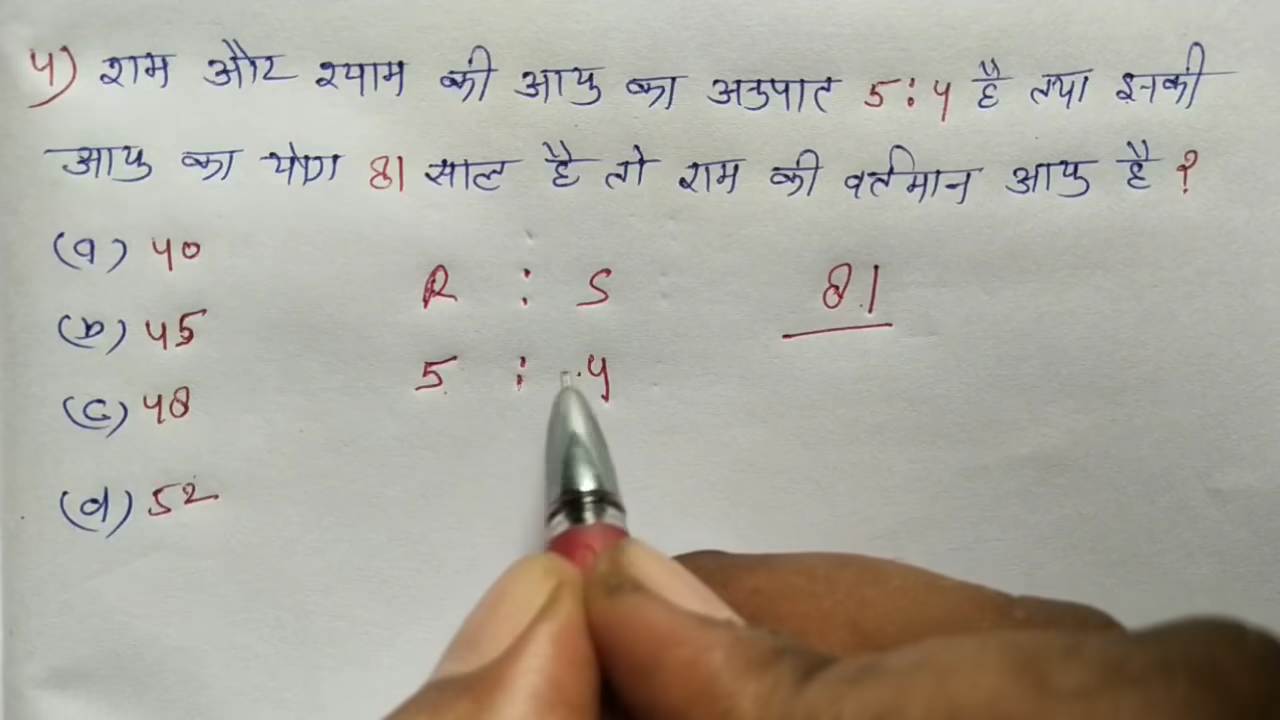 4) राम और श्याम की आयु का अनुपात 5:4 है तथा इनकी
आयु का योग 81 साल है तो राम की वर्तमान आयु है ?
(a) 40
(b) 45
(c) 48
(d) 52
R : S
5 : 4
81